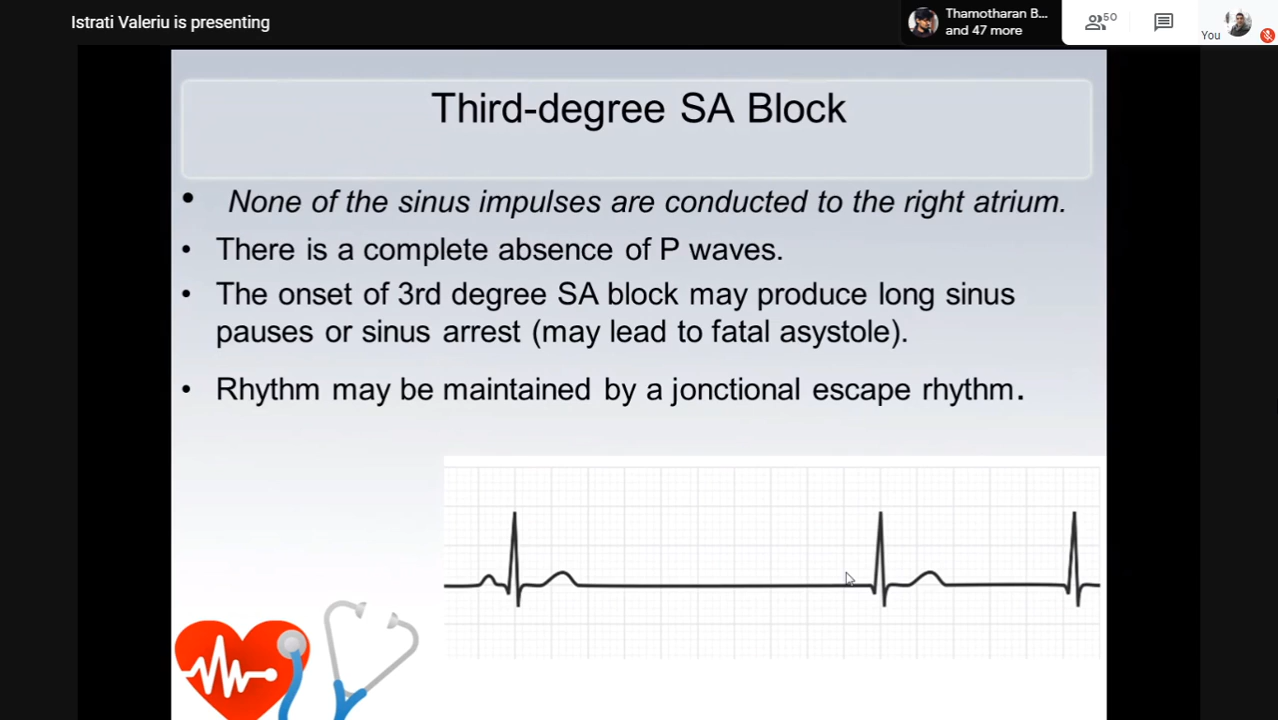 Istrati Valeriu is presenting
Thamotharan B...
and 47 more
50
You
Third-degree SA Block
• None of the sinus impulses are conducted to the right atrium.
• There is a complete absence of P waves.
• The onset of 3rd degree SA block may produce long sinus
pauses or sinus arrest (may lead to fatal asystole).
• Rhythm may be maintained by a jonctional escape rhythm.